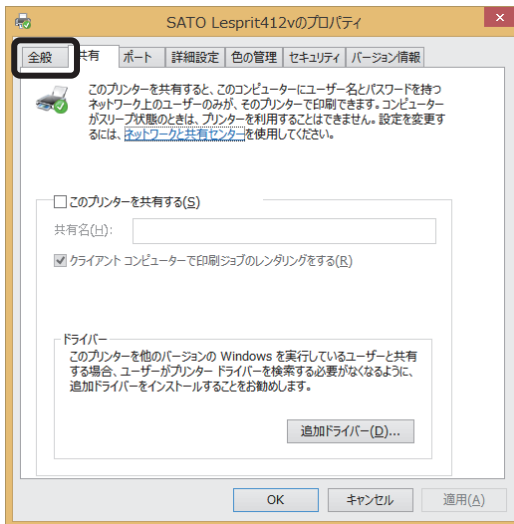 SATO Lesprit412vのプロパティ
全般 共有 ポート 詳細設定 色の管理 セキュリティ バージョン情報
このプリンターを共有すると、このコンピューターにユーザー名とパスワードを持つ
ネットワーク上のユーザーのみが、そのプリンターで印刷できます。コンピューター
がスリープ状態のときは、プリンターを利用することはできません。設定を変更す
るには、ネットワークと共有センターを使用してください。
このプリンターを共有する(S)
共有名(H):
クライアント コンピューターで印刷ジョブのレンダリングをする(R)
ドライバー
このプリンターを他のバージョンの Windows を実行しているユーザーと共有
する場合、ユーザーがプリンター ドライバーを検索する必要がなくなるように、
追加ドライバーをインストールすることをお勧めします。
追加ドライバー(D)...
OK キャンセル 適用(A)